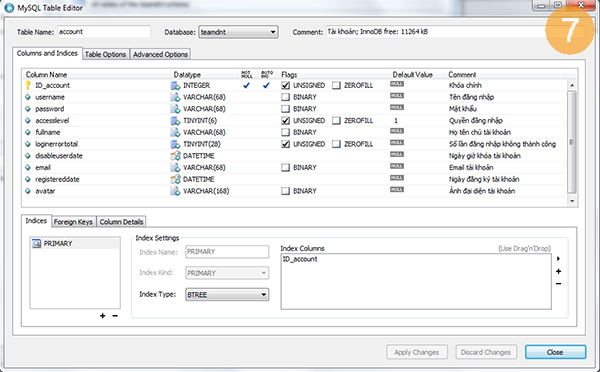 MySQL Table Editor
7
Table Name: account Database: teamdnt Comment: Tài khoản; InnoDB free: 11264 kB
Columns and Indices Table Options Advanced Options
Column Name Datatype NOT NULL AUTO INC Flags Default Value Comment
ID_account INTEGER UNSIGNED ZEROFILL NULL Khóa chính
username VARCHAR(68) BINARY NULL Tên đăng nhập
password VARCHAR(68) BINARY NULL Mật khẩu
accesslevel TINYINT(6) UNSIGNED ZEROFILL 1 NULL Quyền đăng nhập
fullname VARCHAR(68) BINARY NULL Họ tên chủ tài khoản
loginerrortotal TINYINT(28) UNSIGNED ZEROFILL NULL Số lần đăng nhập không thành công
disableuserdate DATETIME NULL Ngày giờ khóa tài khoản
email VARCHAR(68) BINARY NULL Email tài khoản
registereddate DATETIME NULL Ngày đăng ký tài khoản
avatar VARCHAR(168) BINARY NULL Ảnh đại diện tài khoản
Indices Foreign Keys Column Details
PRIMARY
Index Settings
Index Name: PRIMARY
Index Kind: PRIMARY
Index Type: BTREE
Index Columns (Use Drag'n'Drop)
ID_account
Apply Changes Discard Changes Close